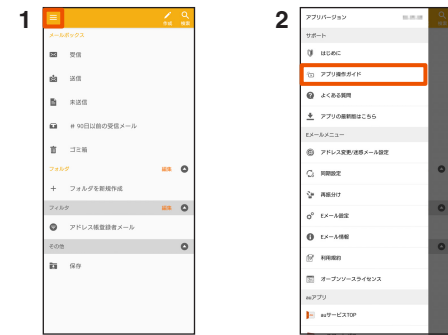 1
作成
検索
メールボックス
受信
送信
未送信
# 90日以前の受信メール
ゴミ箱
フォルダ
編集
+ フォルダを新規作成
フィルタ
編集
アドレス帳登録者メール
その他
保存
2
アプリバージョン
サポート
はじめに
アプリ操作ガイド
よくある質問
アプリの最新版はこちら
Eメールメニュー
アドレス変更/迷惑メール設定
同期設定
再振分け
Eメール設定
Eメール情報
利用規約
オープンソースライセンス
auアプリ
auサービスTOP